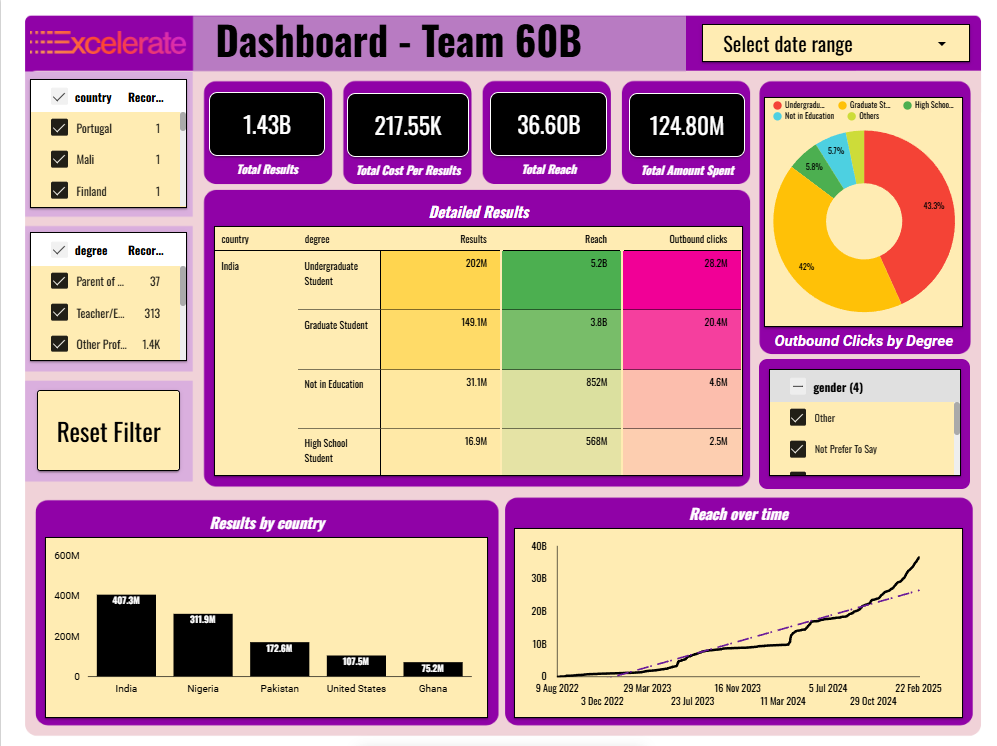 Excelerate
Dashboard - Team 60B
Select date range
country Recor...
Portugal 1
Mali 1
Finland 1
degree Recor...
Parent of ... 37
Teacher/E... 313
Other Prof... 1.4K
Reset Filter
1.43B
Total Results
217.55K
Total Cost Per Results
36.60B
Total Reach
124.80M
Total Amount Spent
Detailed Results
country degree Results Reach Outbound clicks
India Undergraduate Student 202M 5.2B 28.2M
Graduate Student 149.1M 3.8B 20.4M
Not in Education 31.1M 852M 4.6M
High School Student 16.9M 568M 2.5M
Undergradu... Graduate St... High Schoo...
Not in Education Others
5.7%
5.8%
43.3%
42%
Outbound Clicks by Degree
gender (4)
Other
Not Prefer To Say
Results by country
600M
400M
200M
0
407.3M
311.9M
172.6M
107.5M
75.2M
India Nigeria Pakistan United States Ghana
Reach over time
40B
30B
20B
10B
0
9 Aug 2022 29 Mar 2023 16 Nov 2023 5 Jul 2024 22 Feb 2025
3 Dec 2022 23 Jul 2023 11 Mar 2024 29 Oct 2024